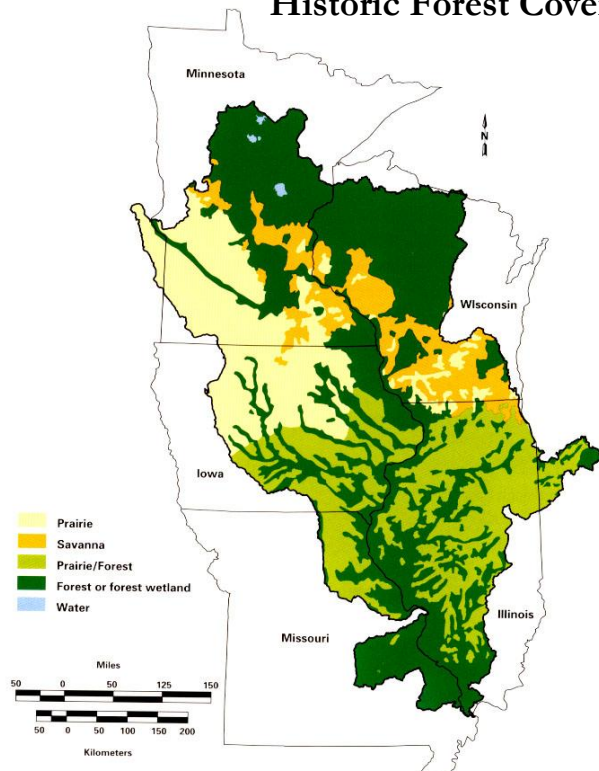 Historic Forest Cover
Minnesota
N
WIsconsin
Iowa
Prairie
Savanna
Prairie/Forest
Forest or forest wetland
Water
Illinois
Missouri
Miles
50 0 50 125 150
50 0 50 100 150 200
Kilometers